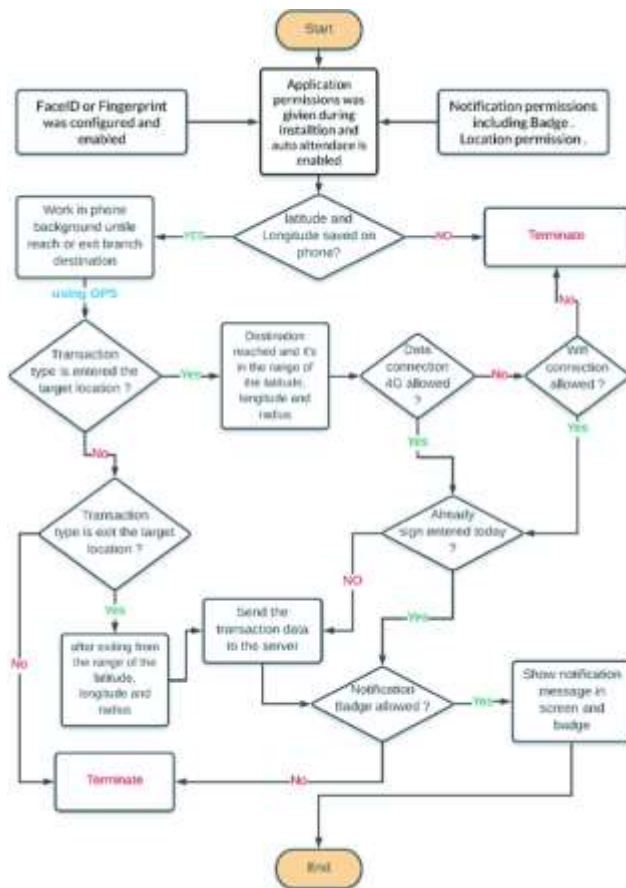 Start
Application
permissions was
givien during
installtion and
auto attendace is
enabled
FaceID or Fingerprint
was configured and
enabled
Notification permissions
including Badge .
Location permission .
Work in phone
background untile
reach or exit branch
destination
YES
latitude and
Longitude saved on
phone?
NO
Terminate
using GPS
No
Transaction
type is entered the
target location ?
Yes
Destination
reached and it's
in the range of
the latitude,
longitude and
radius
Data
connection
4G allowed
?
No
Wifi
connection
allowed ?
Yes
Yes
No
Transaction
type is exit the target
location ?
Already
sign entered today
?
NO
Yes
Yes
Send the
transaction data
to the server
No
after exiting from
the range of the
latitude,
longitude and
radius
Notification
Badge allowed ?
Yes
Show notification
message in
screen and
badge
Terminate
No
End